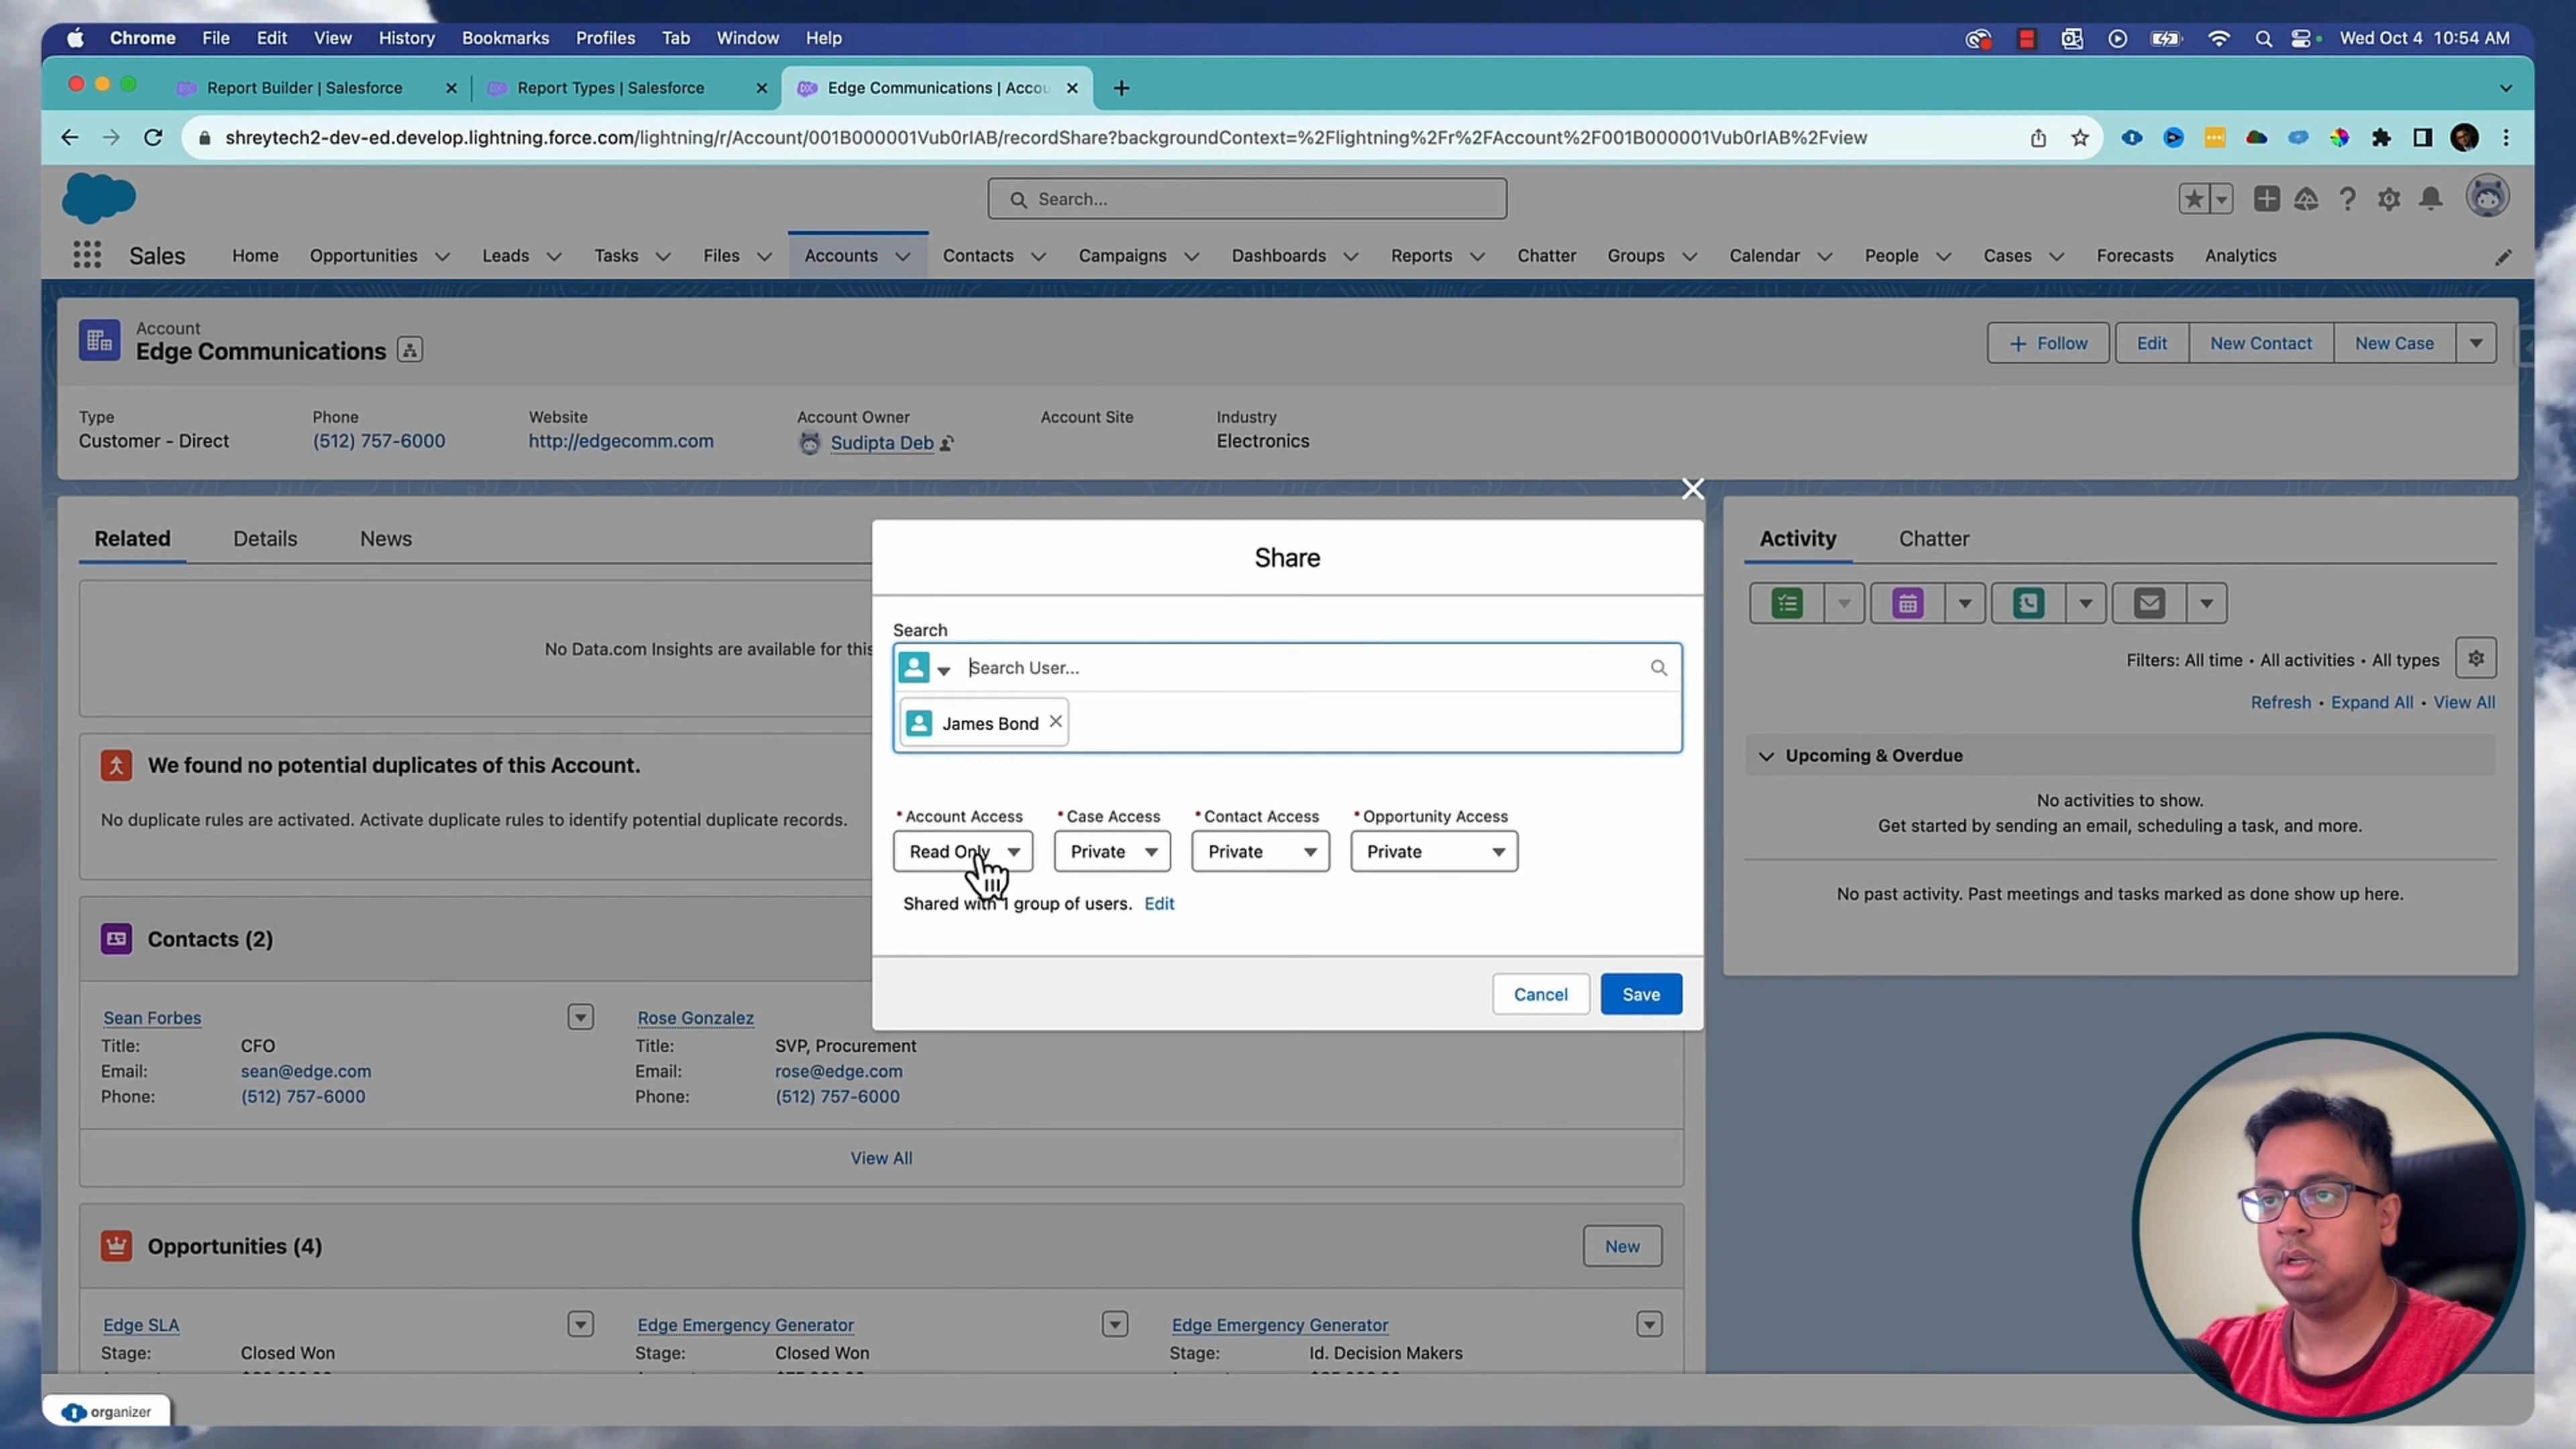 Chrome File Edit View History Bookmarks Profiles Tab Window Help Wed Oct 4 10:54 AM
Report Builder | Salesforce Report Types | Salesforce Edge Communications | Accou
shreytech2-dev-ed.develop.lightning.force.com/lightning/r/Account/001B000001Vub0rIAB/recordShare?backgroundContext=%2Flightning%2Fr%2FAccount%2F001B000001Vub0rIAB%2Fview
Search...
Sales Home Opportunities Leads Tasks Files Accounts Contacts Campaigns Dashboards Reports Chatter Groups Calendar People Cases Forecasts Analytics
Account
Edge Communications
+ Follow Edit New Contact New Case
Type Phone Website Account Owner Account Site Industry
Customer - Direct (512) 757-6000 http://edgecomm.com Sudipta Deb Electronics
Related Details News
No Data.com Insights are available for this
We found no potential duplicates of this Account.
No duplicate rules are activated. Activate duplicate rules to identify potential duplicate records.
Contacts (2)
Sean Forbes Rose Gonzalez
Title: CFO Title: SVP, Procurement
Email: sean@edge.com Email: rose@edge.com
Phone: (512) 757-6000 Phone: (512) 757-6000
View All
Opportunities (4)
New
Edge SLA Edge Emergency Generator Edge Emergency Generator
Stage: Closed Won Stage: Closed Won Stage: Id. Decision Makers
Share
Search
Search User...
James Bond
* Account Access * Case Access * Contact Access * Opportunity Access
Read Only Private Private Private
Shared with 1 group of users. Edit
Cancel Save
Activity Chatter
Filters: All time • All activities • All types
Refresh • Expand All • View All
Upcoming & Overdue
No activities to show.
Get started by sending an email, scheduling a task, and more.
No past activity. Past meetings and tasks marked as done show up here.
organizer